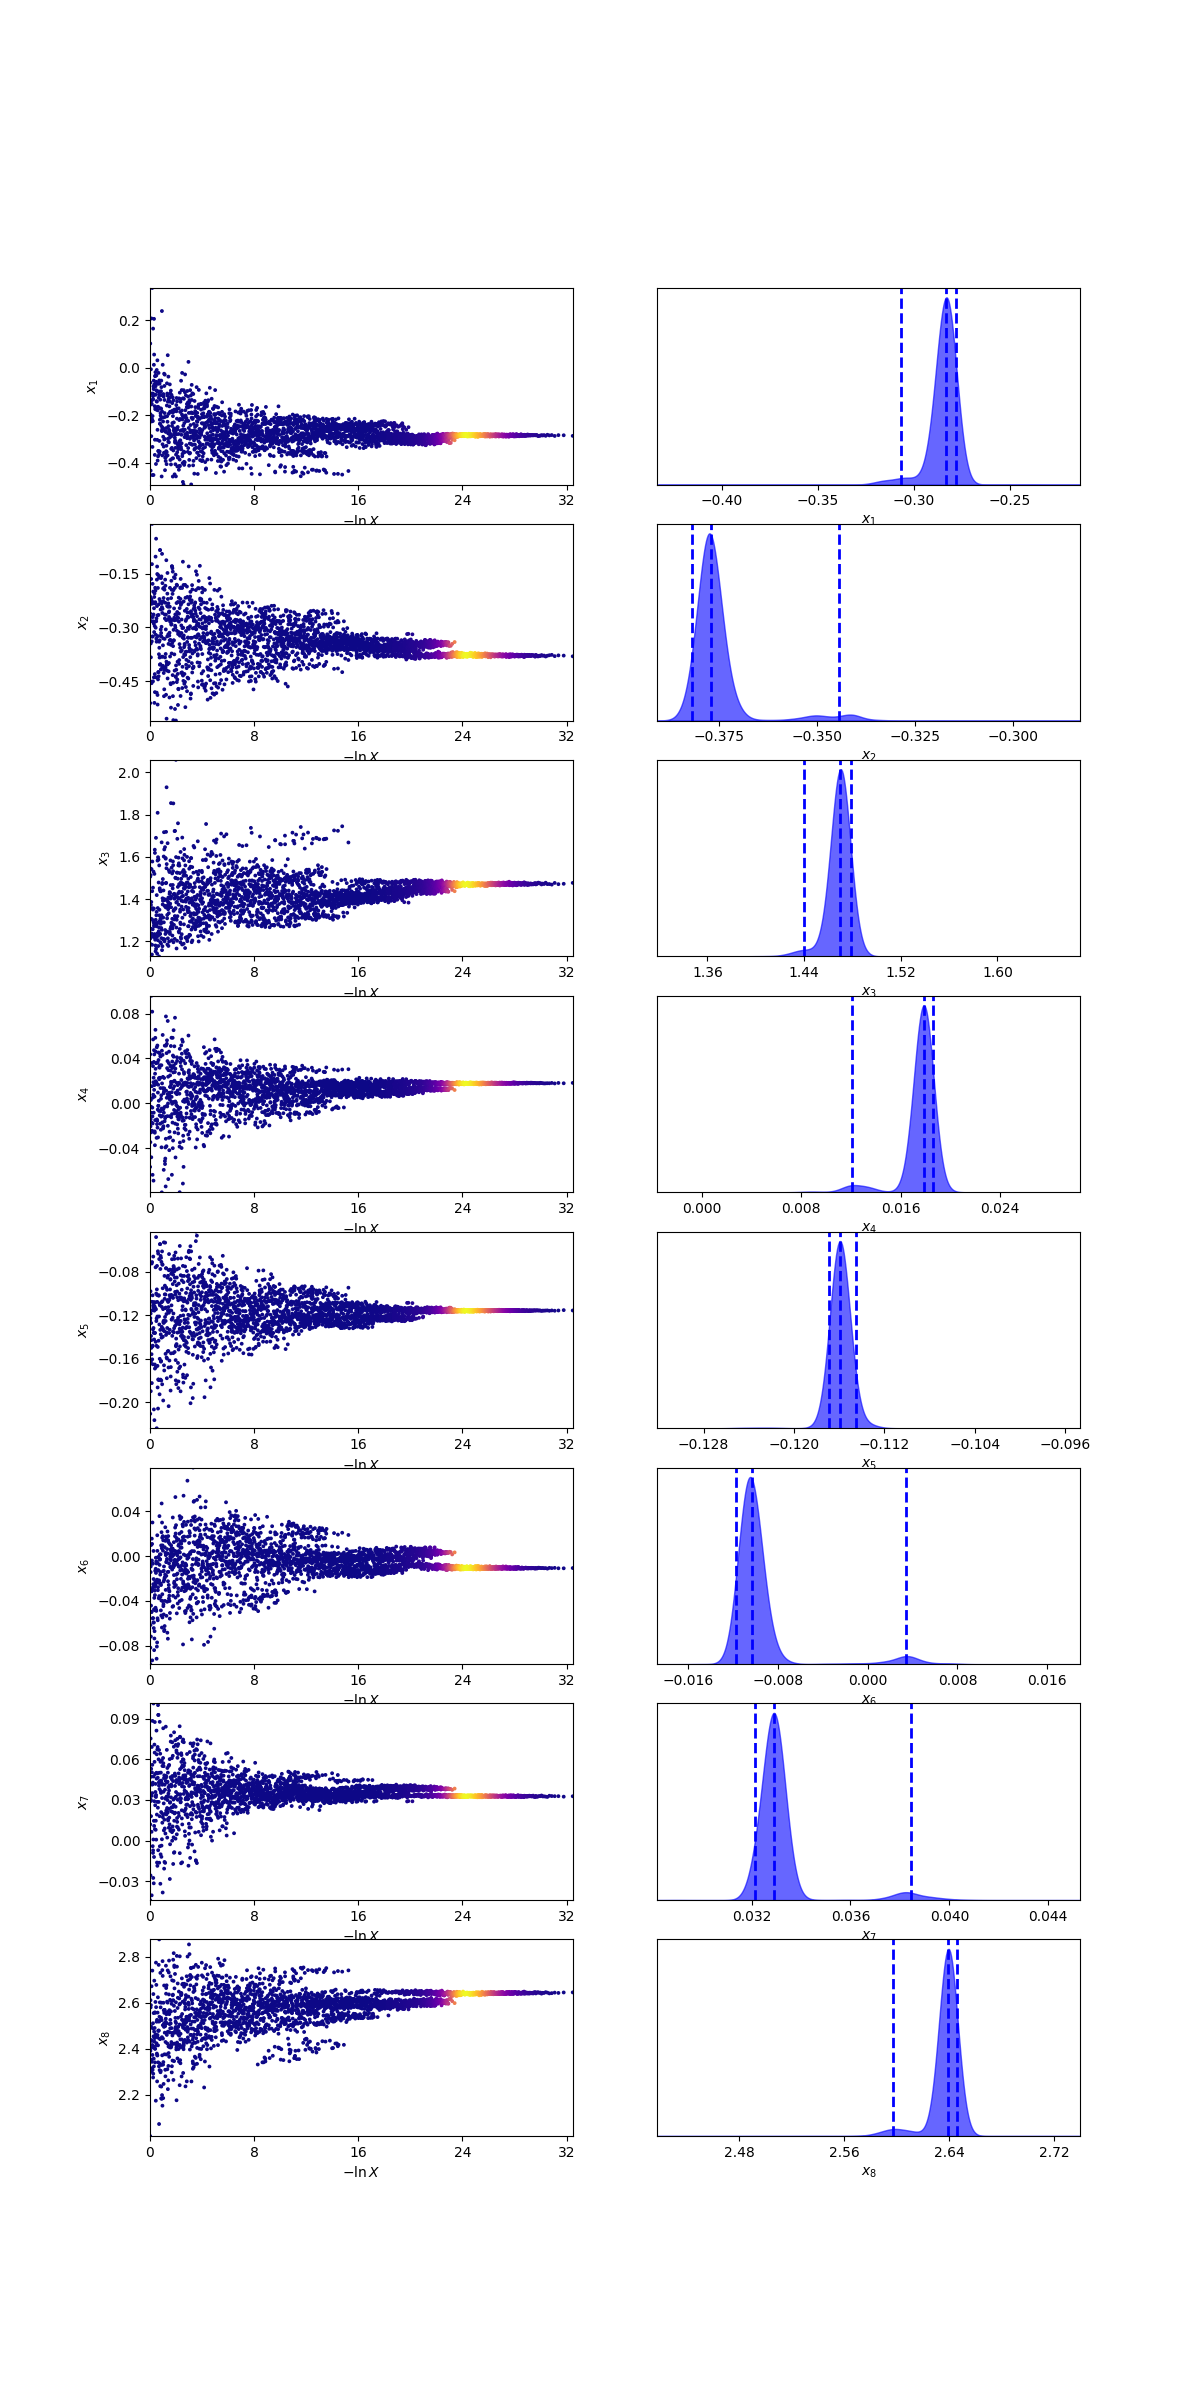 0.2
0.0
−0.2
−0.4
x₁
0 8 16 24 32
−ln X
−0.40 −0.35 −0.30 −0.25
x₁
−0.15
−0.30
−0.45
x₂
0 8 16 24 32
−ln X
−0.375 −0.350 −0.325 −0.300
x₂
2.0
1.8
1.6
1.4
1.2
x₃
0 8 16 24 32
−ln X
1.36 1.44 1.52 1.60
x₃
0.08
0.04
0.00
−0.04
x₄
0 8 16 24 32
−ln X
0.000 0.008 0.016 0.024
x₄
−0.08
−0.12
−0.16
−0.20
x₅
0 8 16 24 32
−ln X
−0.128 −0.120 −0.112 −0.104 −0.096
x₅
0.04
0.00
−0.04
−0.08
x₆
0 8 16 24 32
−ln X
−0.016 −0.008 0.000 0.008 0.016
x₆
0.09
0.06
0.03
0.00
−0.03
x₇
0 8 16 24 32
−ln X
0.032 0.036 0.040 0.044
x₇
2.8
2.6
2.4
2.2
x₈
0 8 16 24 32
−ln X
2.48 2.56 2.64 2.72
x₈